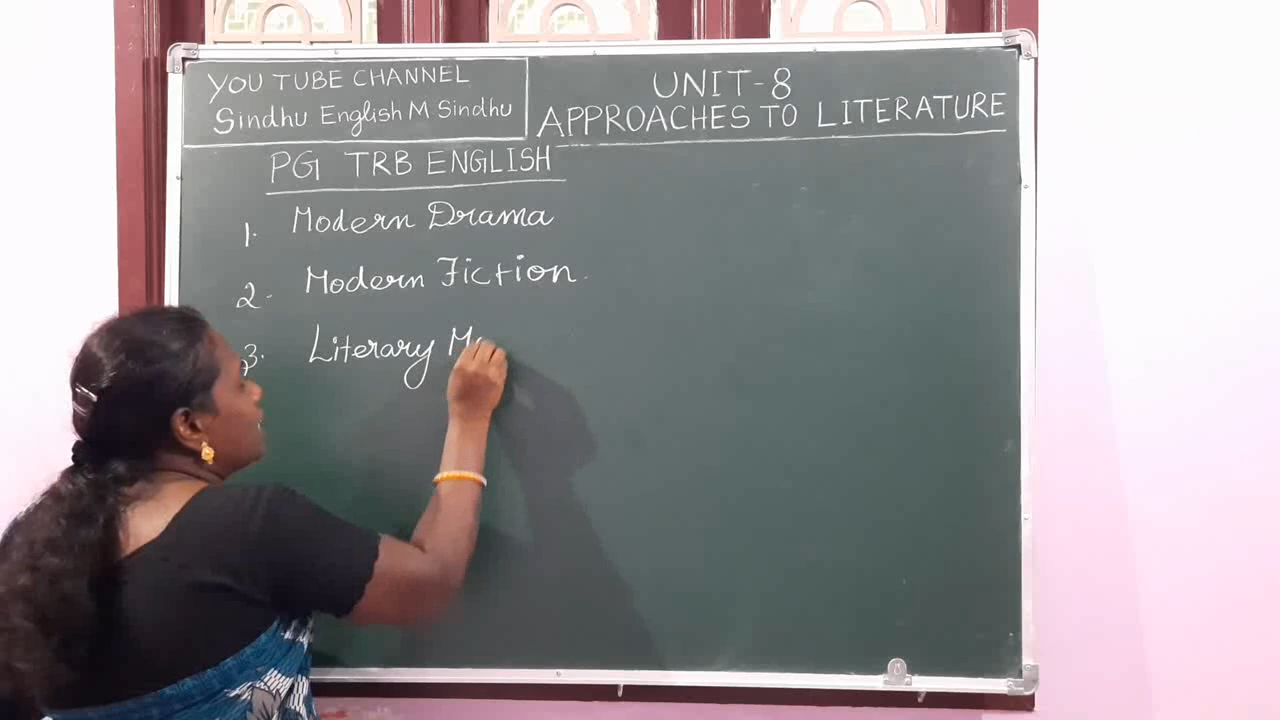 YOU TUBE CHANNEL
Sindhu English M Sindhu
UNIT-8
APPROACHES TO LITERATURE
PG TRB ENGLISH
1. Modern Drama
2. Modern Fiction.
3. Literary